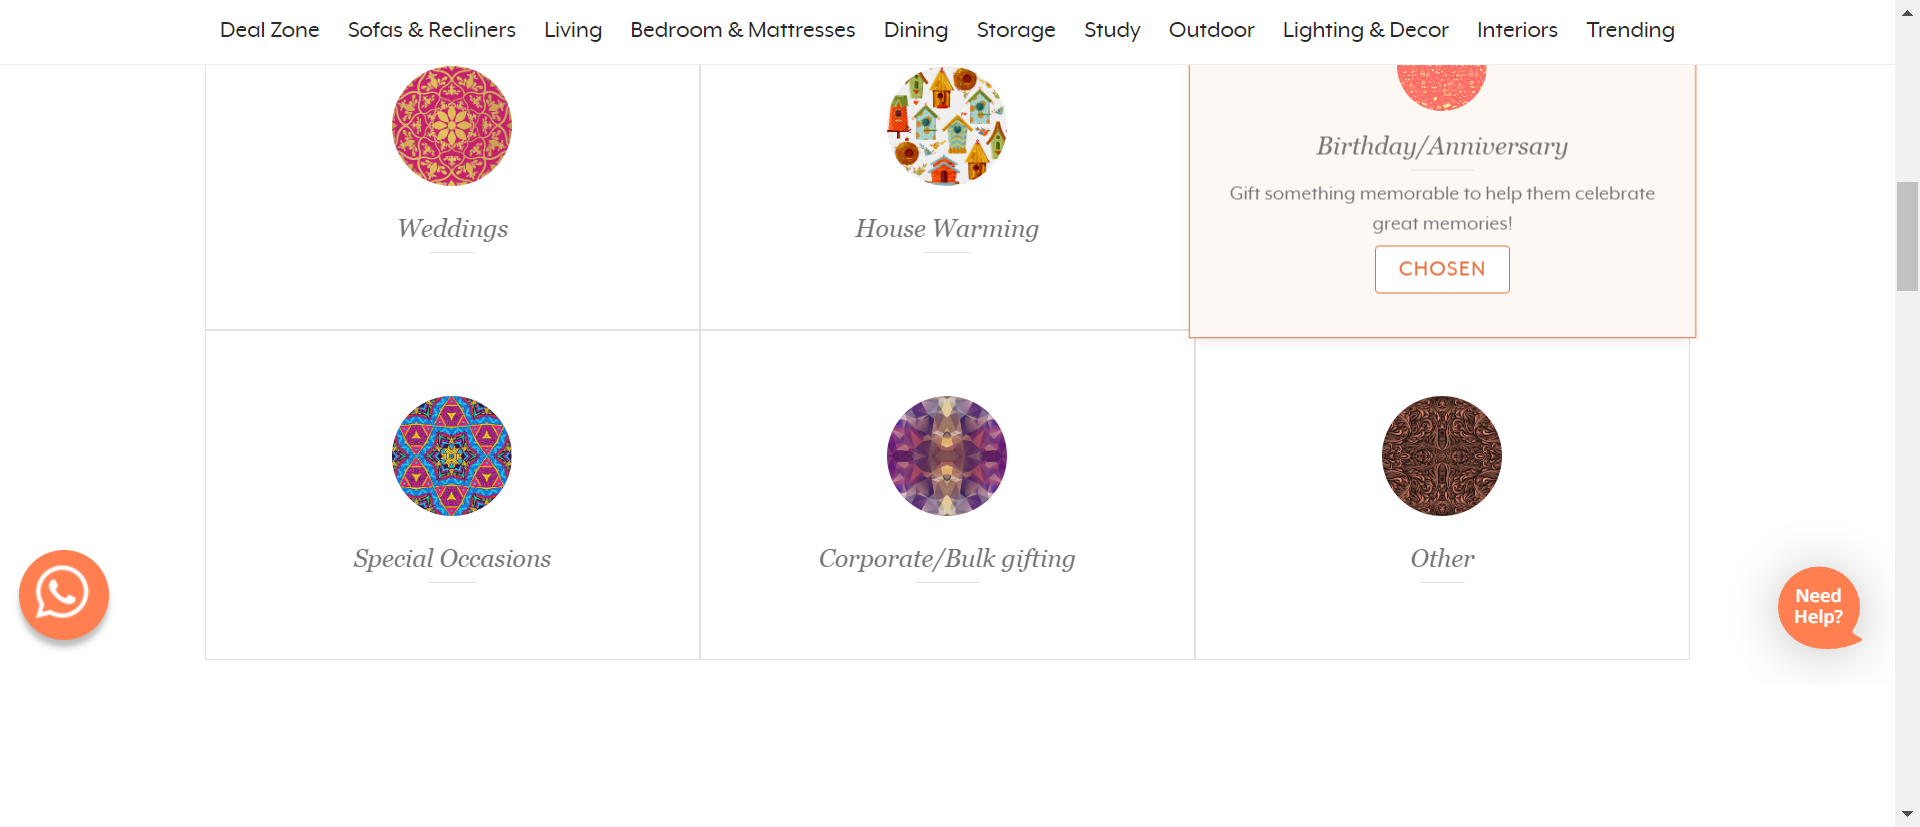 Deal Zone Sofas & Recliners Living Bedroom & Mattresses Dining Storage Study Outdoor Lighting & Decor Interiors Trending
Weddings
House Warming
Birthday/Anniversary
Gift something memorable to help them celebrate
great memories!
CHOSEN
Special Occasions
Corporate/Bulk gifting
Other
Need
Help?